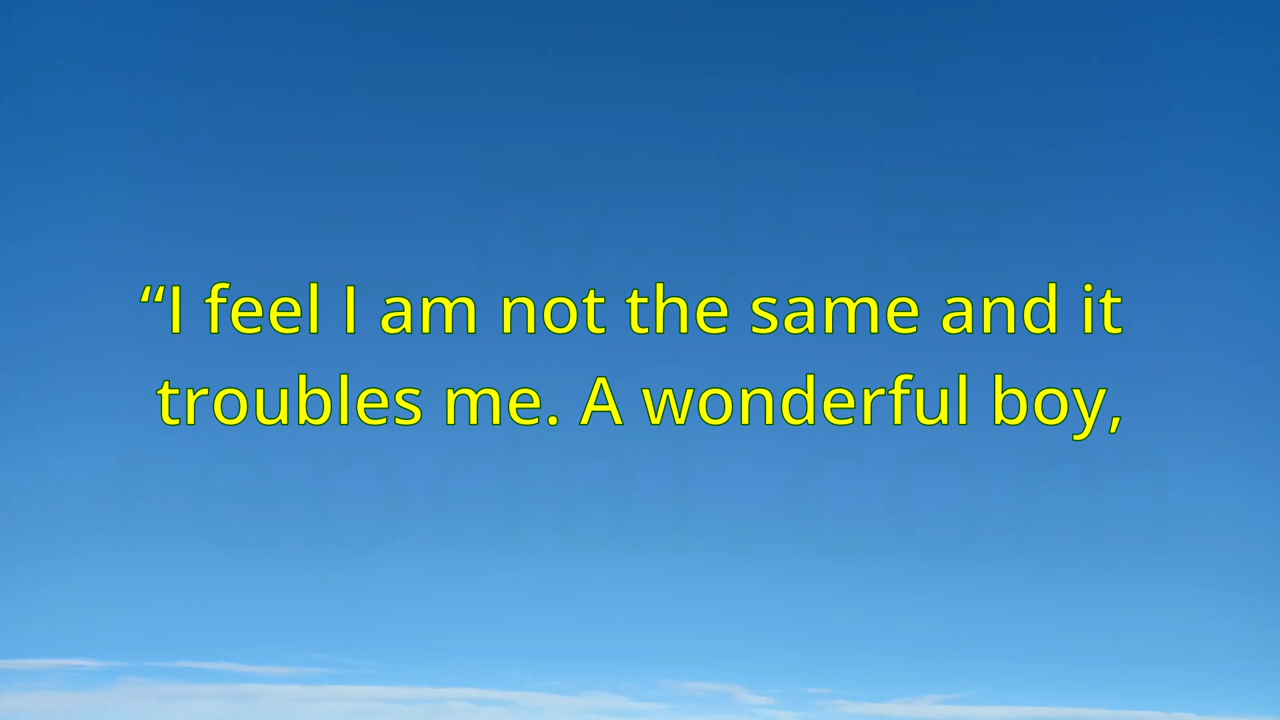 “I feel I am not the same and it
troubles me. A wonderful boy,